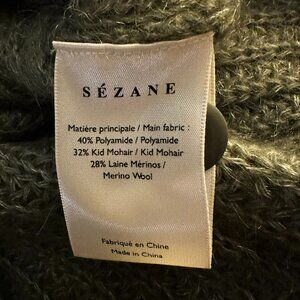 SÉZANE
Matière principale / Main fabric :
40% Polyamide / Polyamide
32% Kid Mohair / Kid Mohair
28% Laine Mérinos /
Merino Wool
Fabriqué en Chine
Made in China